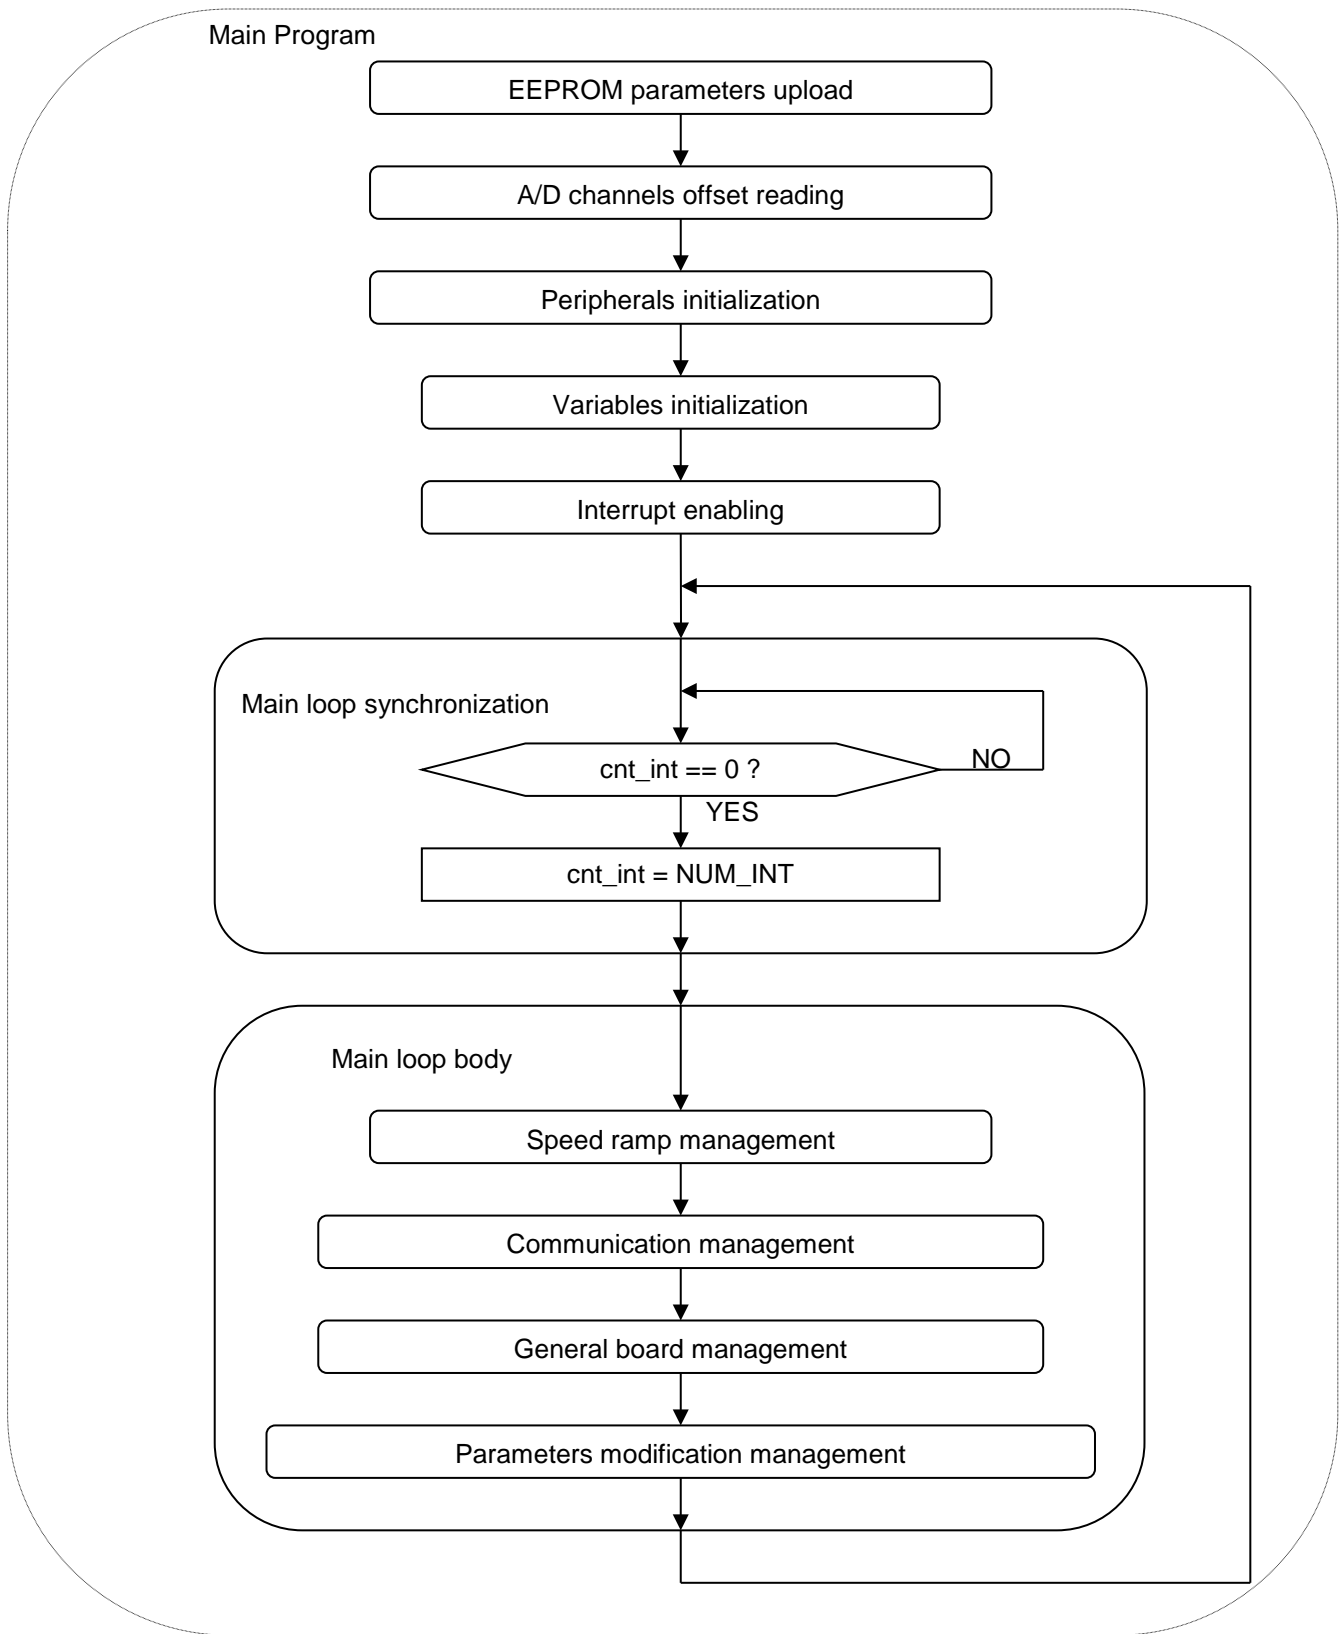 Main Program
EEPROM parameters upload
A/D channels offset reading
Peripherals initialization
Variables initialization
Interrupt enabling
Main loop synchronization
cnt_int == 0 ?
NO
YES
cnt_int = NUM_INT
Main loop body
Speed ramp management
Communication management
General board management
Parameters modification management